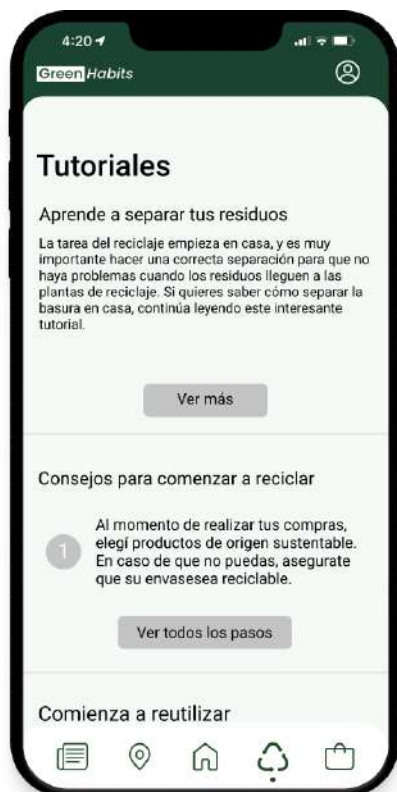 4:20
Green Habits
Tutoriales
Aprende a separar tus residuos
La tarea del reciclaje empieza en casa, y es muy
importante hacer una correcta separación para que no
haya problemas cuando los residuos lleguen a las
plantas de reciclaje. Si quieres saber cómo separar la
basura en casa, continúa leyendo este interesante
tutorial.
Ver más
Consejos para comenzar a reciclar
1
Al momento de realizar tus compras,
elegí productos de origen sustentable.
En caso de que no puedas, asegurate
que su envasesea reciclable.
Ver todos los pasos
Comienza a reutilizar